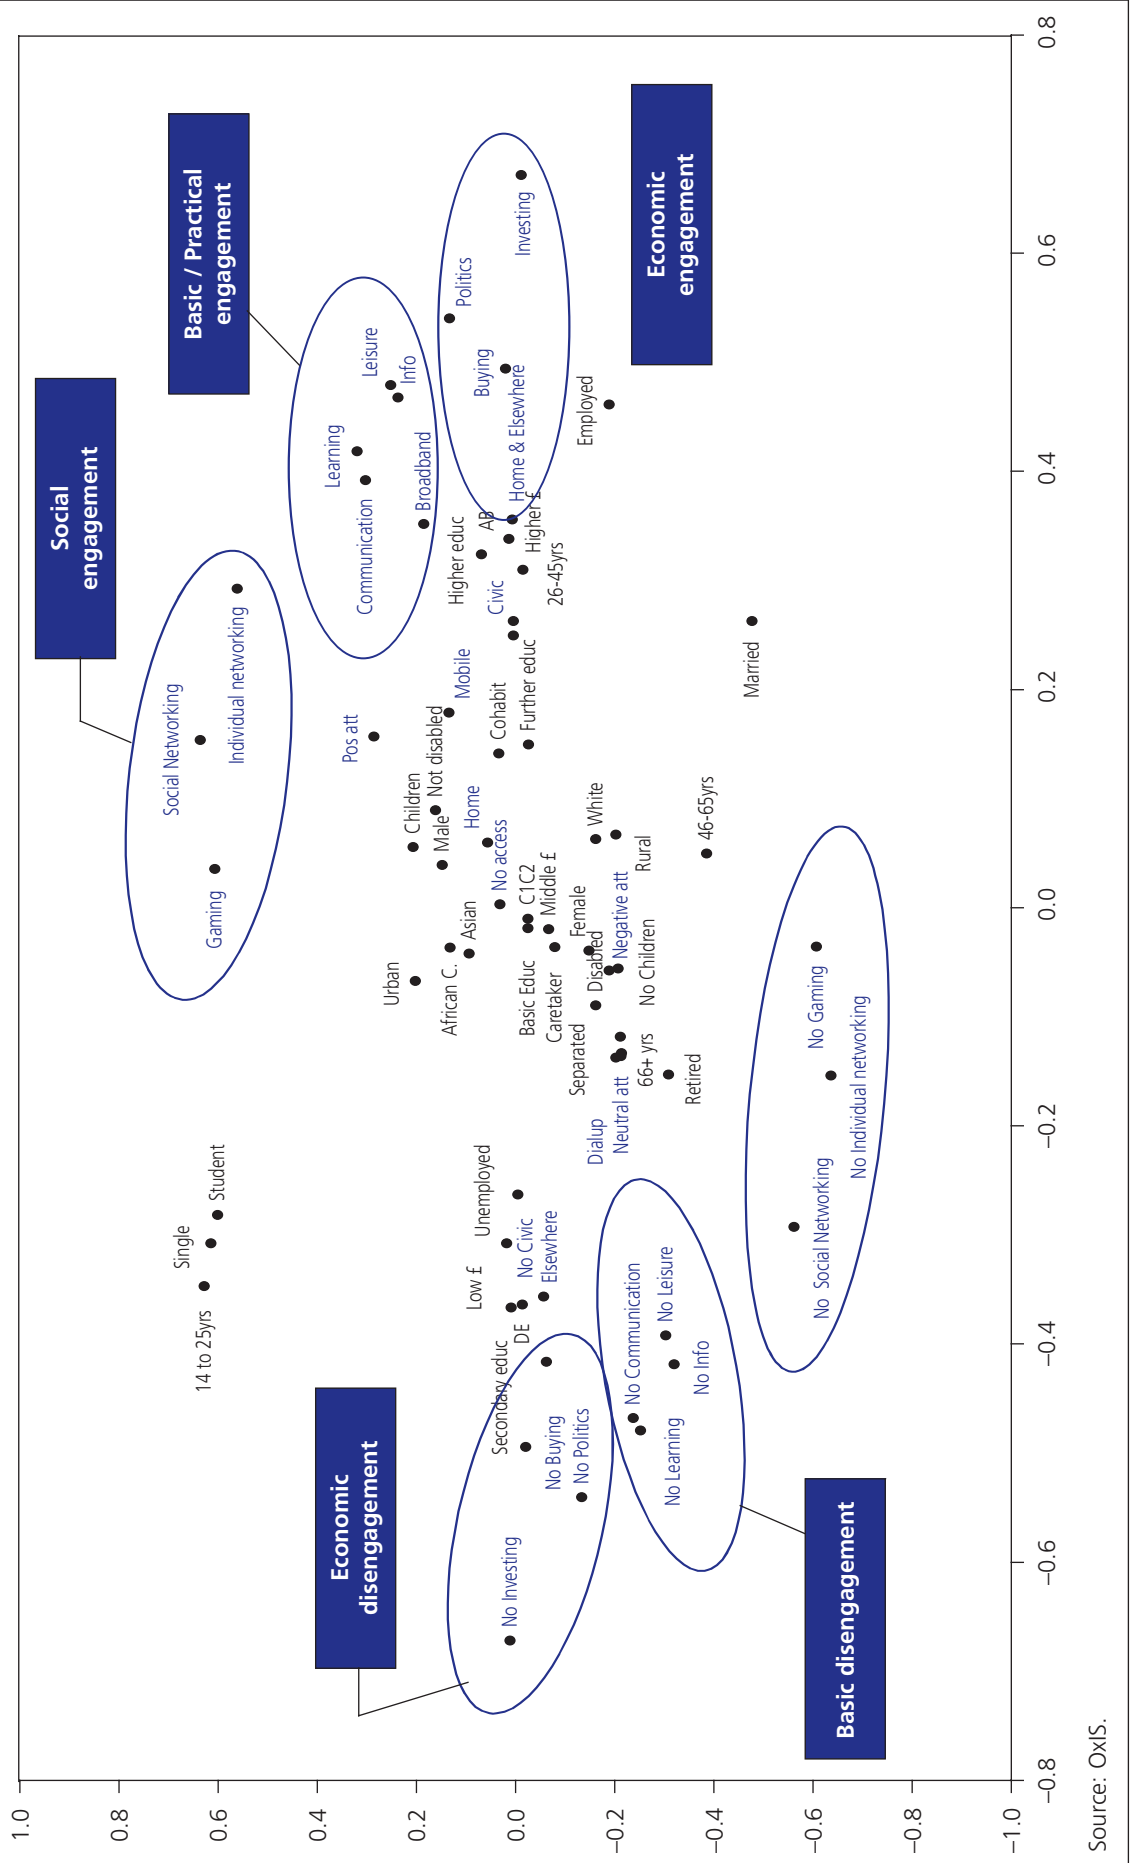 1.0
0.8
0.6
0.4
0.2
0.0
–0.2
–0.4
–0.6
–0.8
–1.0
Social
engagement
Basic / Practical
engagement
Economic
engagement
Economic
disengagement
Basic disengagement
Social Networking
Individual networking
Gaming
Learning
Leisure
Info
Communication
Broadband
Politics
Buying
Investing
Home & Elsewhere
Employed
Higher educ
AB
Higher £
26-45yrs
Civic
Further educ
Married
Mobile
Pos att
Cohabit
Not disabled
Children
Male
Home
No access
White
Rural
46-65yrs
Urban
African C.
Asian
C1C2
Middle £
Basic Educ
Caretaker
Female
Disabled
Negative att
No Children
Separated
66+ yrs
Neutral att
Dialup
Retired
14 to 25yrs
Single
Student
Unemployed
Low £
No Civic
Elsewhere
DE
Secondary educ
No Buying
No Politics
No Investing
No Communication
No Leisure
No Info
No Learning
No Gaming
No Individual networking
No Social Networking
–0.8
–0.6
–0.4
–0.2
0.0
0.2
0.4
0.6
0.8
Source: OxIS.